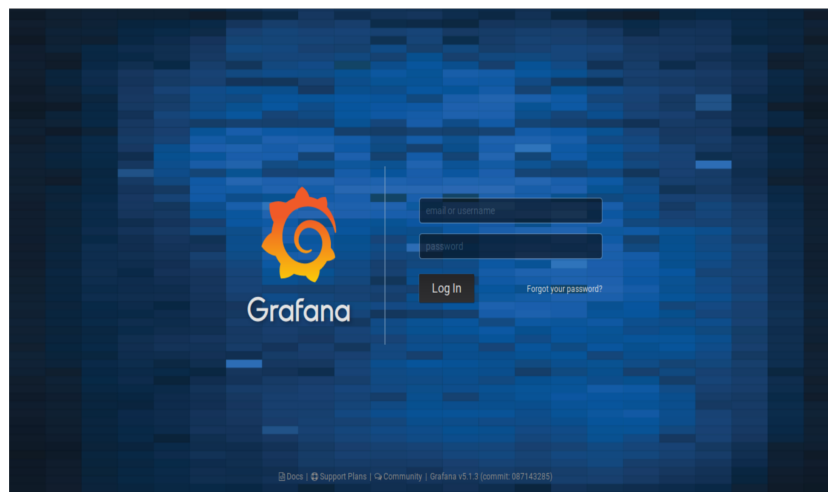 email or username
password
Log In Forgot your password?
Grafana
Docs | Support Plans | Community | Grafana v5.1.3 (commit: 087143285)